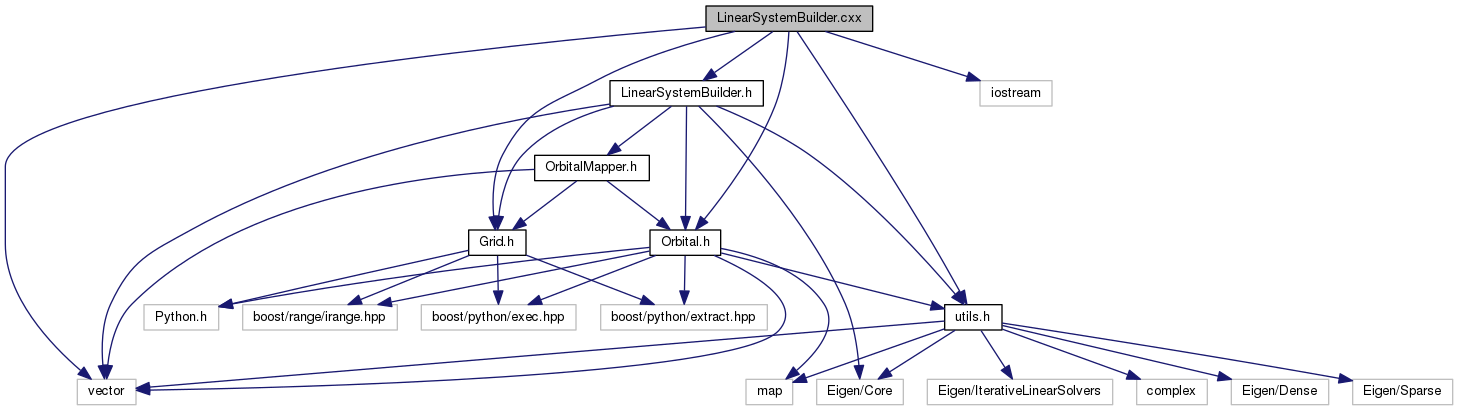 LinearSystemBuilder.cxx
LinearSystemBuilder.h
iostream
OrbitalMapper.h
Grid.h
Orbital.h
Python.h
boost/range/irange.hpp
boost/python/exec.hpp
boost/python/extract.hpp
utils.h
vector
map
Eigen/Core
Eigen/IterativeLinearSolvers
complex
Eigen/Dense
Eigen/Sparse